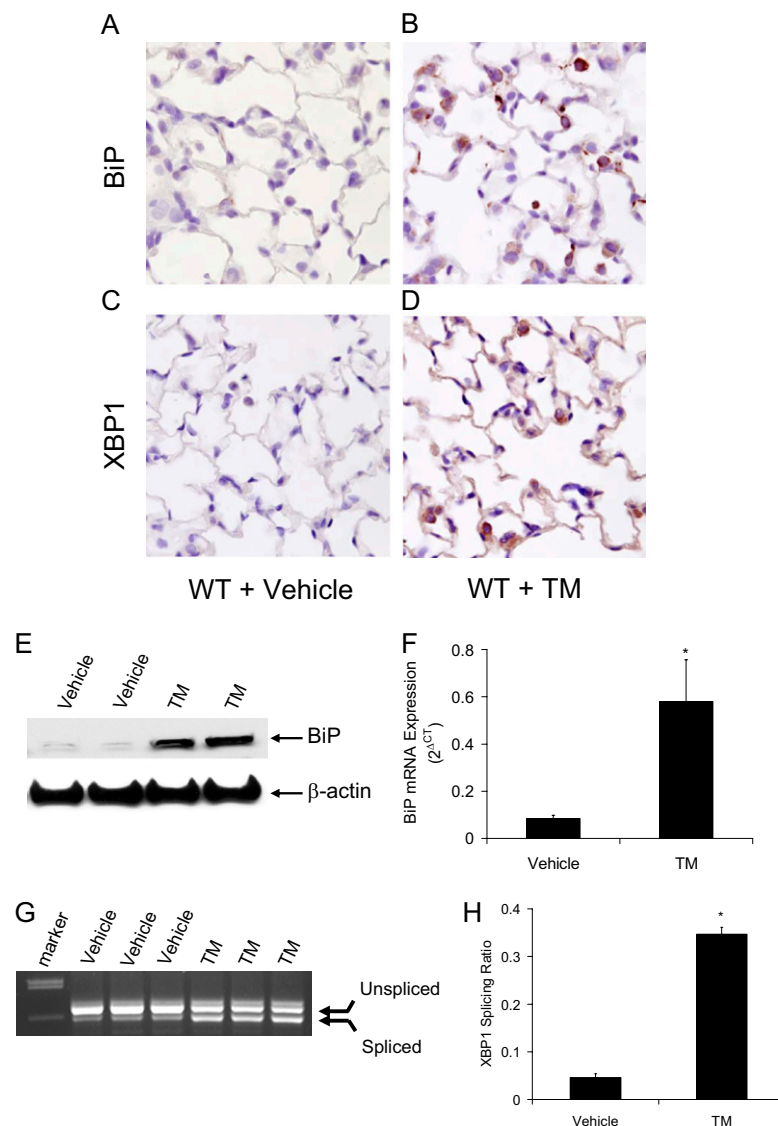 A
B
BiP
C
D
XBP1
WT + Vehicle
WT + TM
E
Vehicle
Vehicle
TM
TM
BiP
β-actin
F
BiP mRNA Expression
(2^ΔCT)
0.8
0.6
0.4
0.2
0
*
Vehicle
TM
G
marker
Vehicle
Vehicle
Vehicle
TM
TM
TM
Unspliced
Spliced
H
XBP1 Splicing Ratio
0.4
0.3
0.2
0.1
0
*
Vehicle
TM